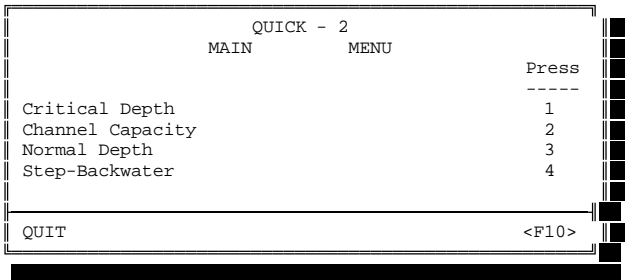 QUICK - 2
MAIN MENU
Press
-----
Critical Depth 1
Channel Capacity 2
Normal Depth 3
Step-Backwater 4
QUIT <F10>